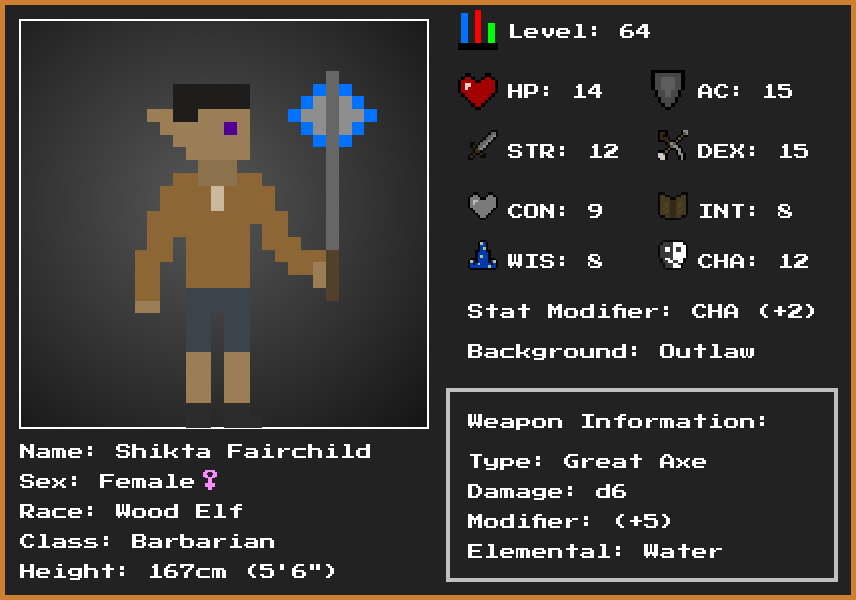 Level: 64
HP: 14
AC: 15
STR: 12
DEX: 15
CON: 9
INT: 8
WIS: 8
CHA: 12
Stat Modifier: CHA (+2)
Background: Outlaw
Weapon Information:
Type: Great Axe
Damage: d6
Modifier: (+5)
Elemental: Water
Name: Shikta Fairchild
Sex: Female♀
Race: Wood Elf
Class: Barbarian
Height: 167cm (5'6")